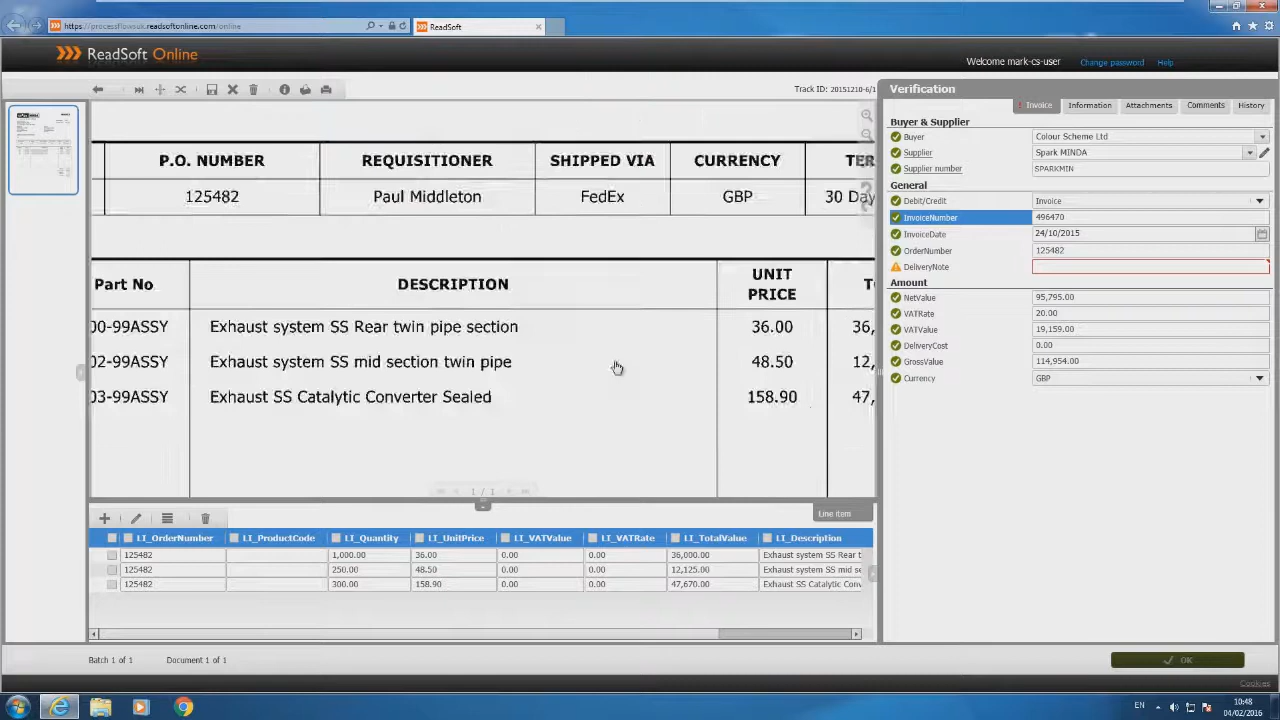 https://processflowsuk.readsoftonline.com/online
ReadSoft
ReadSoft Online
Welcome mark-cs-user
Change password
Help
Track ID: 20151210-6/1
P.O. NUMBER REQUISITIONER SHIPPED VIA CURRENCY TER
125482 Paul Middleton FedEx GBP 30 Day
Part No DESCRIPTION UNIT PRICE T
00-99ASSY Exhaust system SS Rear twin pipe section 36.00 36,
02-99ASSY Exhaust system SS mid section twin pipe 48.50 12,
03-99ASSY Exhaust SS Catalytic Converter Sealed 158.90 47,
1 / 1
Line item
LI_OrderNumber LI_ProductCode LI_Quantity LI_UnitPrice LI_VATValue LI_VATRate LI_TotalValue LI_Description
125482 1,000.00 36.00 0.00 0.00 36,000.00 Exhaust system SS Rear t
125482 250.00 48.50 0.00 0.00 12,125.00 Exhaust system SS mid se
125482 300.00 158.90 0.00 0.00 47,670.00 Exhaust SS Catalytic Conv
Verification
Invoice Information Attachments Comments History
Buyer & Supplier
Buyer Colour Scheme Ltd
Supplier Spark MINDA
Supplier number SPARKMIN
General
Debit/Credit Invoice
InvoiceNumber 496470
InvoiceDate 24/10/2015
OrderNumber 125482
DeliveryNote
Amount
NetValue 95,795.00
VATRate 20.00
VATValue 19,159.00
DeliveryCost 0.00
GrossValue 114,954.00
Currency GBP
Batch 1 of 1 Document 1 of 1
OK
Cookies
EN
10:48
04/02/2016